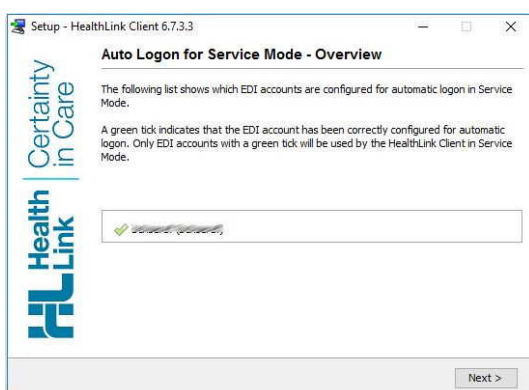 Setup - HealthLink Client 6.7.3.3
Auto Logon for Service Mode - Overview
The following list shows which EDI accounts are configured for automatic logon in Service
Mode.
A green tick indicates that the EDI account has been correctly configured for automatic
logon. Only EDI accounts with a green tick will be used by the HealthLink Client in Service
Mode.
Certainty
in Care
Health
Link
HL
Next >